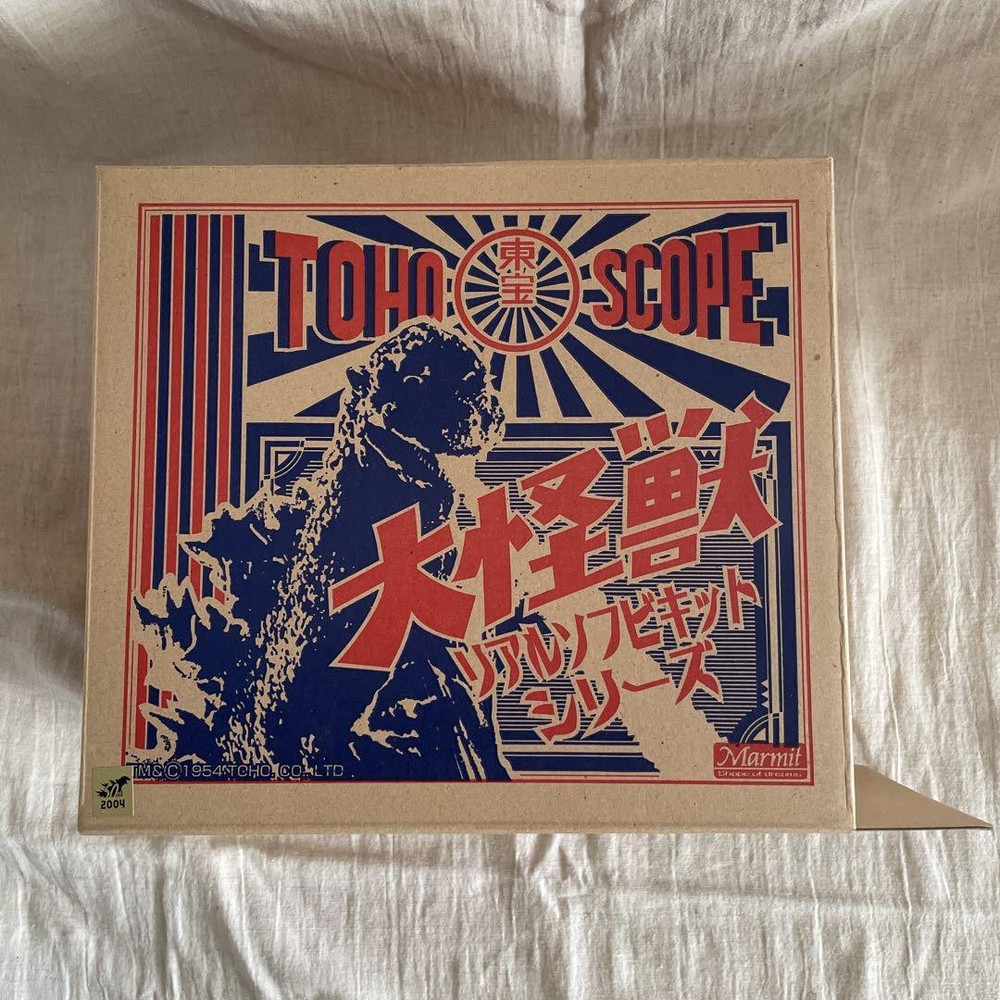 TOHO 東宝 SCOPE
大怪獣
リアルソフビキット
シリーズ
Marmit
Shape of dreams
TM&©1954 TOHO, CO., LTD
2004